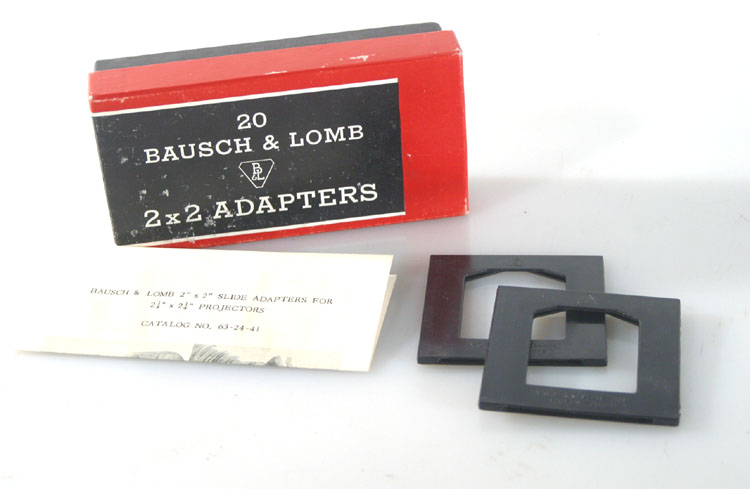 20
BAUSCH & LOMB
B&L
2x2 ADAPTERS
BAUSCH & LOMB 2" x 2" SLIDE ADAPTERS FOR
2¼" x 2¼" PROJECTORS
CATALOG NO. 63-24-41